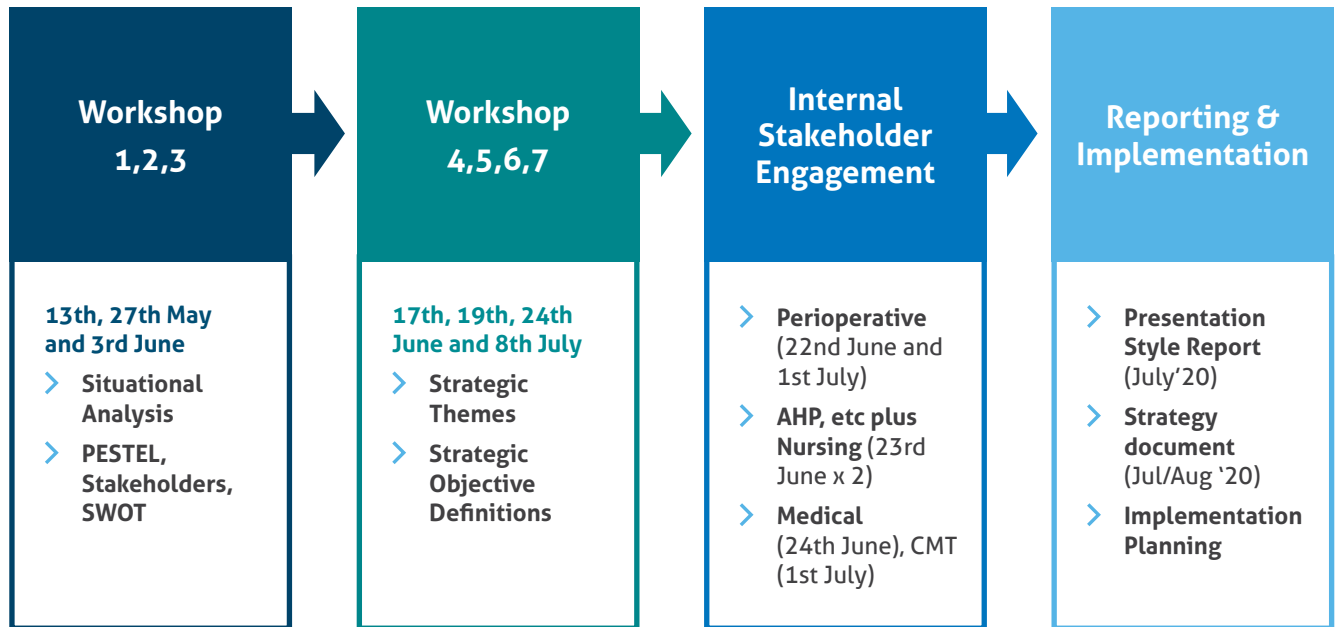 Workshop
1,2,3
13th, 27th May
and 3rd June
Situational
Analysis
PESTEL,
Stakeholders,
SWOT
Workshop
4,5,6,7
17th, 19th, 24th
June and 8th July
Strategic
Themes
Strategic
Objective
Definitions
Internal
Stakeholder
Engagement
Perioperative
(22nd June and
1st July)
AHP, etc plus
Nursing (23rd
June x 2)
Medical
(24th June), CMT
(1st July)
Reporting &
Implementation
Presentation
Style Report
(July’20)
Strategy
document
(Jul/Aug ‘20)
Implementation
Planning